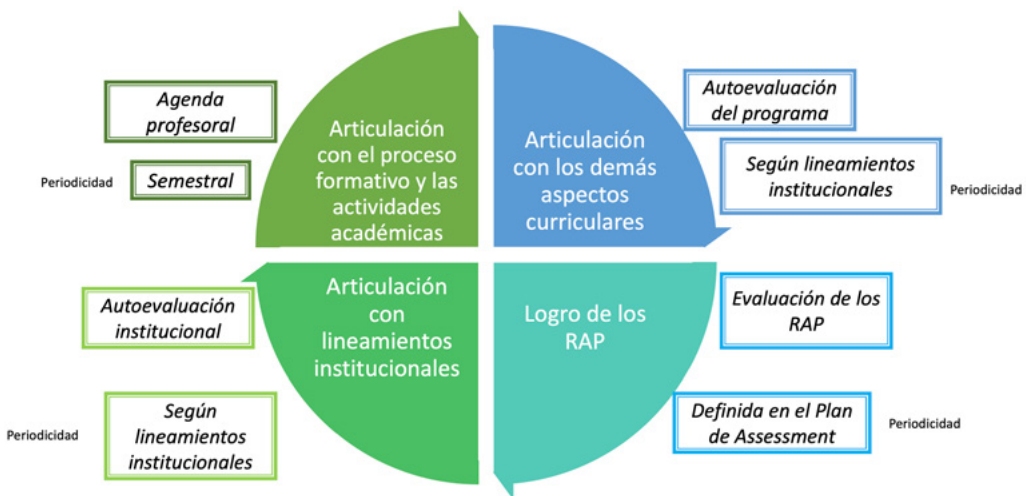 Agenda
profesoral
Periodicidad
Semestral
Articulación
con el proceso
formativo y las
actividades
académicas
Articulación
con los demás
aspectos
curriculares
Autoevaluación
del programa
Según lineamientos
institucionales
Periodicidad
Autoevaluación
institucional
Periodicidad
Según
lineamientos
institucionales
Articulación
con
lineamientos
institucionales
Logro de los
RAP
Evaluación de los
RAP
Definida en el Plan
de Assessment
Periodicidad